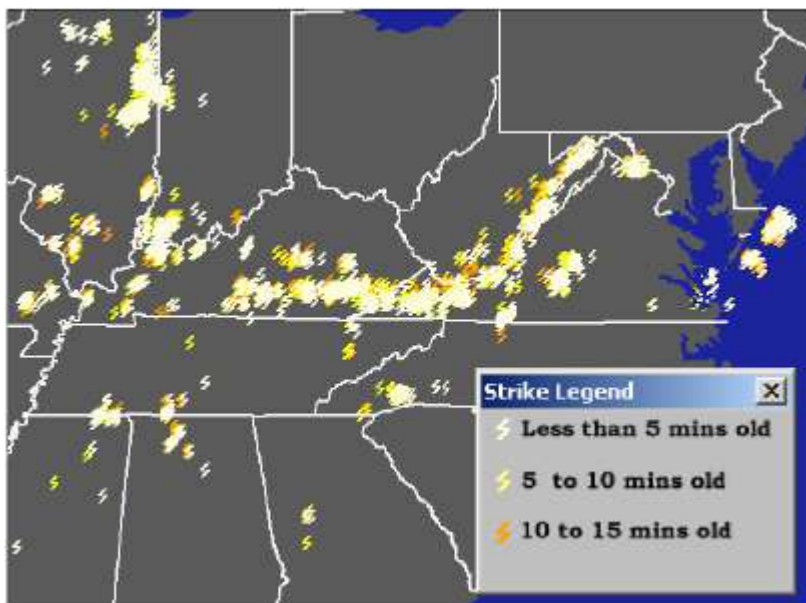 Strike Legend
Less than 5 mins old
5 to 10 mins old
10 to 15 mins old